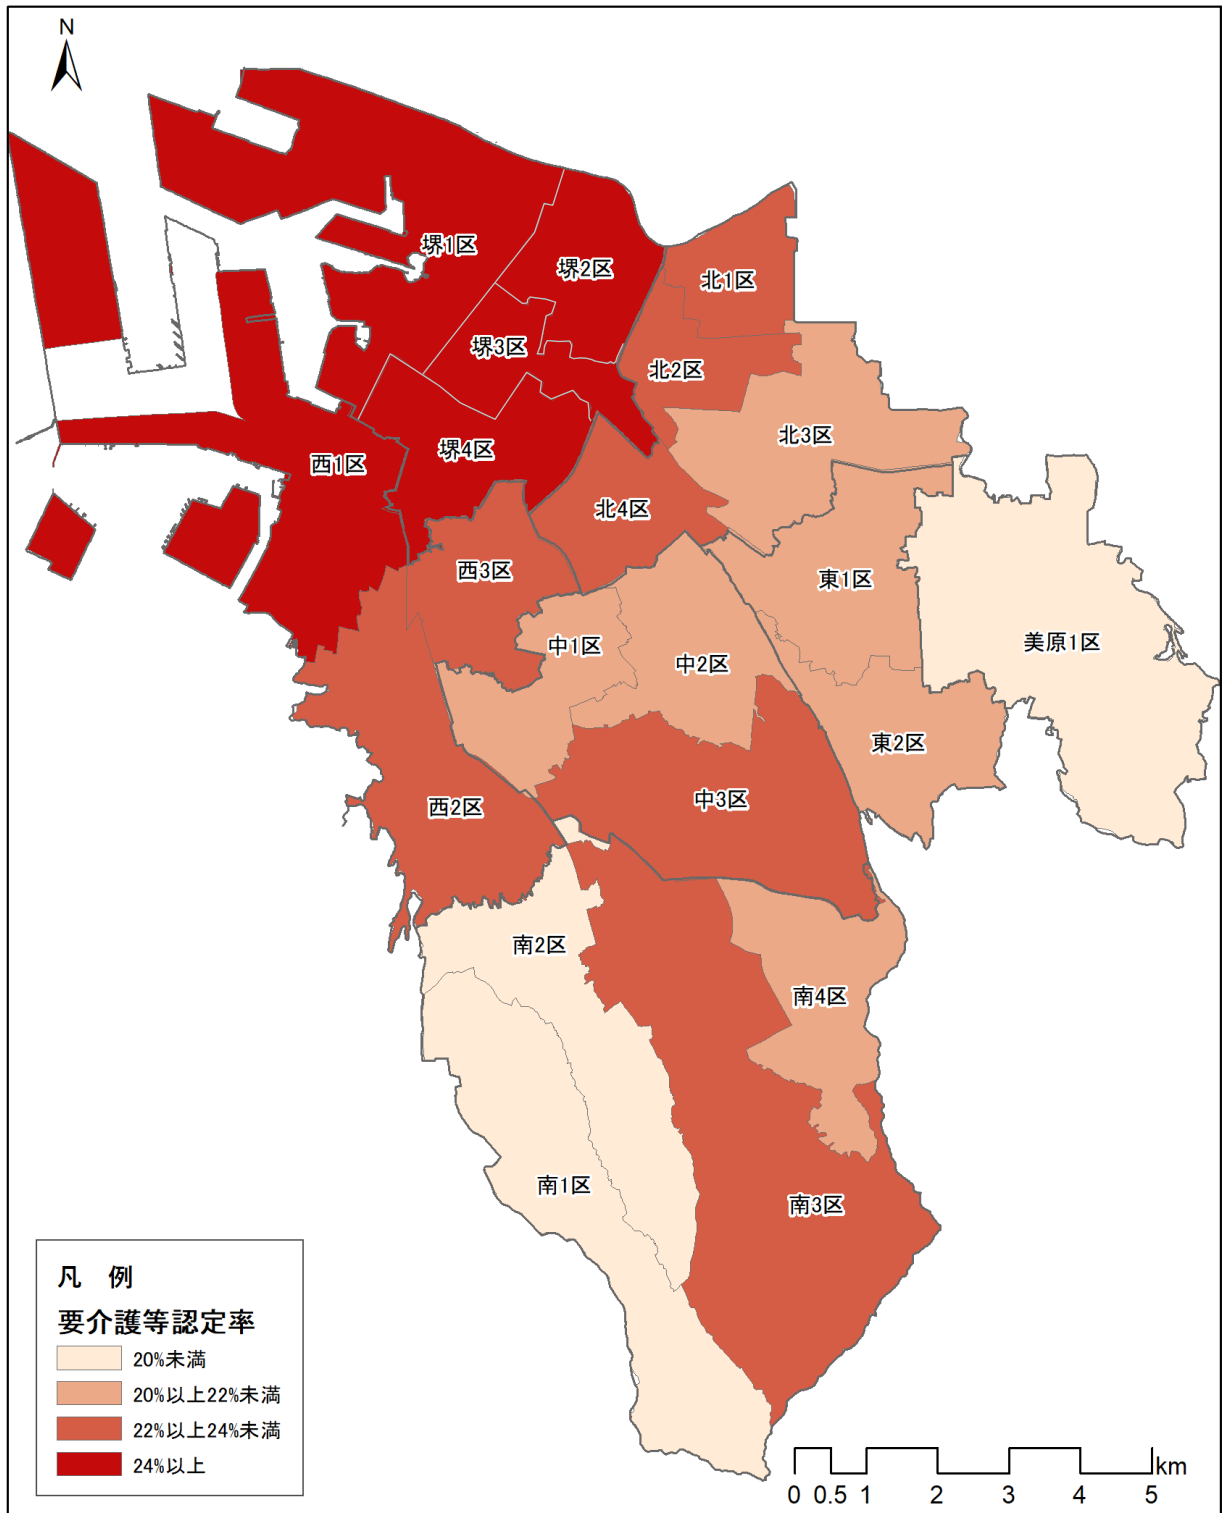 N
堺1区
堺2区
北1区
堺3区
北2区
北3区
堺4区
西1区
北4区
西3区
東1区
中1区
美原1区
中2区
東2区
中3区
西2区
南2区
南4区
南1区
南3区
凡 例
要介護等認定率
20%未満
20%以上22%未満
22%以上24%未満
24%以上
km
0 0.5 1 2 3 4 5